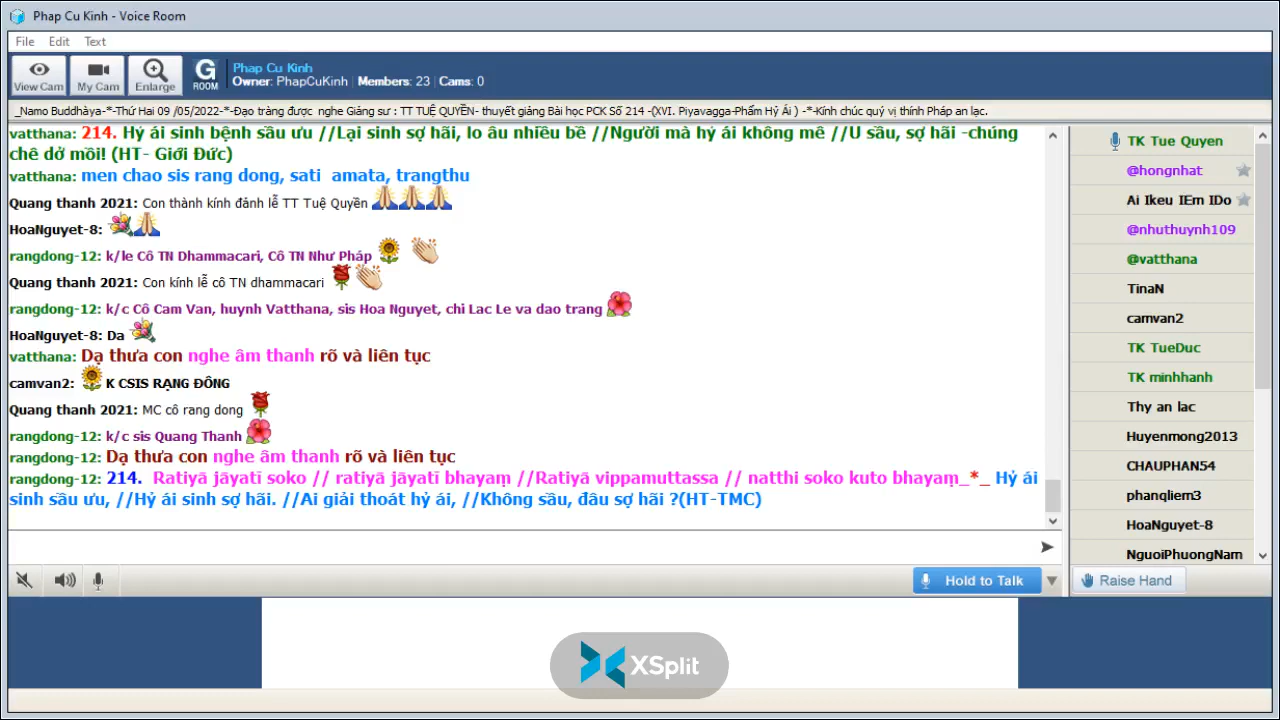 Phap Cu Kinh - Voice Room
File Edit Text
View Cam My Cam Enlarge G ROOM
Phap Cu Kinh
Owner: PhapCuKinh | Members: 23 | Cams: 0
_Namo Buddhàya-*-Thứ Hai 09 /05/2022-*-Đạo tràng được nghe Giảng sư : TT TUỆ QUYỀN- thuyết giảng Bài học PCK Số 214 -(XVI. Piyavagga-Phẩm Hỷ Ái ) -*-Kính chúc quý vị thính Pháp an lạc.
vatthana: 214. Hỷ ái sinh bệnh sầu ưu //Lại sinh sợ hãi, lo âu nhiều bề //Người mà hỷ ái không mê //U sầu, sợ hãi -chúng
chê dở mồi! (HT- Giới Đức)
vatthana: men chao sis rang dong, sati amata, trangthu
Quang thanh 2021: Con thành kính đảnh lễ TT Tuệ Quyền
HoaNguyet-8:
rangdong-12: k/le Cô TN Dhammacari, Cô TN Như Pháp
Quang thanh 2021: Con kính lễ cô TN dhammacari
rangdong-12: k/c Cô Cam Van, huynh Vatthana, sis Hoa Nguyet, chi Lac Le va dao trang
HoaNguyet-8: Da
vatthana: Dạ thưa con nghe âm thanh rõ và liên tục
camvan2: K CSIS RẠNG ĐÔNG
Quang thanh 2021: MC cô rang dong
rangdong-12: k/c sis Quang Thanh
rangdong-12: Dạ thưa con nghe âm thanh rõ và liên tục
rangdong-12: 214. Ratiyā jāyatī soko // ratiyā jāyatī bhayaṃ //Ratiyā vippamuttassa // natthi soko kuto bhayaṃ_*_ Hỷ ái
sinh sầu ưu, //Hỷ ái sinh sợ hãi. //Ai giải thoát hỷ ái, //Không sầu, đâu sợ hãi ?(HT-TMC)
Hold to Talk
TK Tue Quyen
@hongnhat
Ai Ikeu IEm IDo
@nhuthuynh109
@vatthana
TinaN
camvan2
TK TueDuc
TK minhhanh
Thy an lac
Huyenmong2013
CHAUPHAN54
phanqliem3
HoaNguyet-8
NguoiPhuongNam
Raise Hand
XSplit